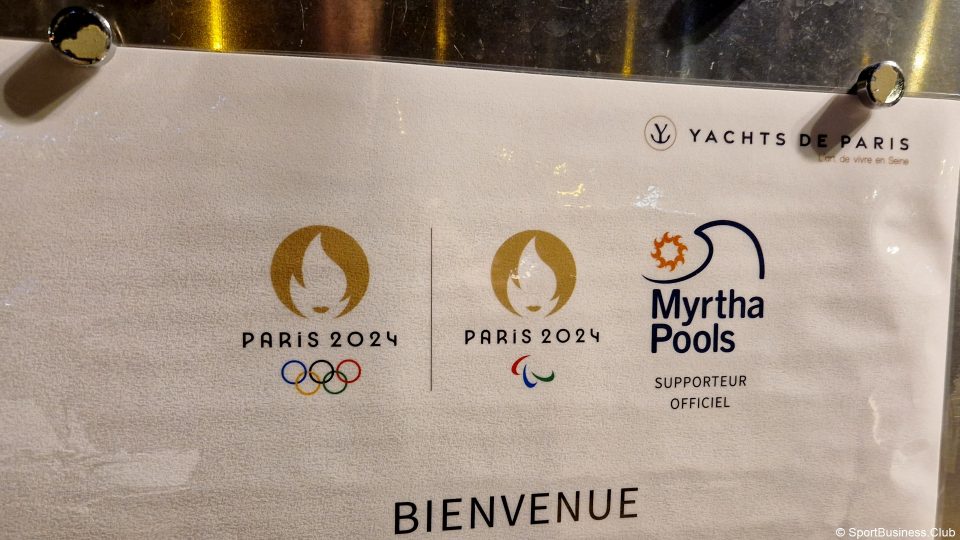 YACHTS DE PARIS
L'art de vivre en Seine
PARIS 2024
PARIS 2024
Myrtha
Pools
SUPPORTEUR
OFFICIEL
BIENVENUE
© SportBusiness.Club